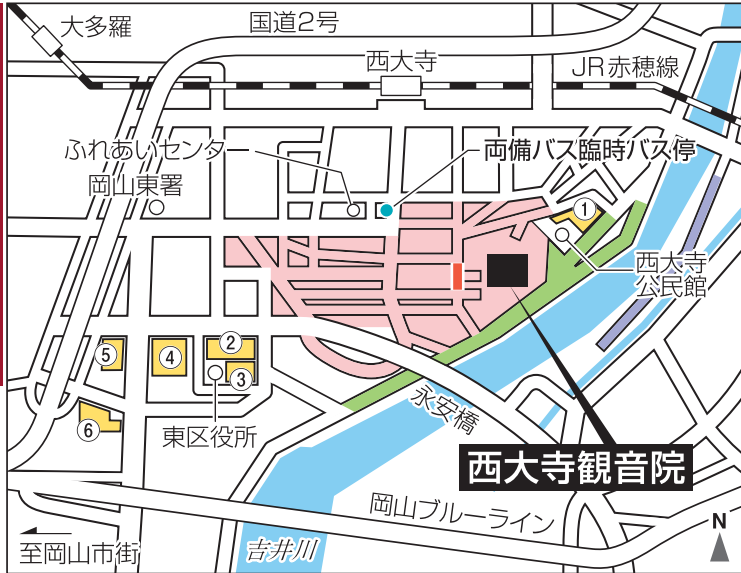 大多羅
国道2号
西大寺
JR赤穂線
ふれあいセンター
両備バス臨時バス停
岡山東署
①
西大寺
公民館
②
③
④
⑤
⑥
東区役所
永安橋
西大寺観音院
岡山ブルーライン
N
至岡山市街
吉井川